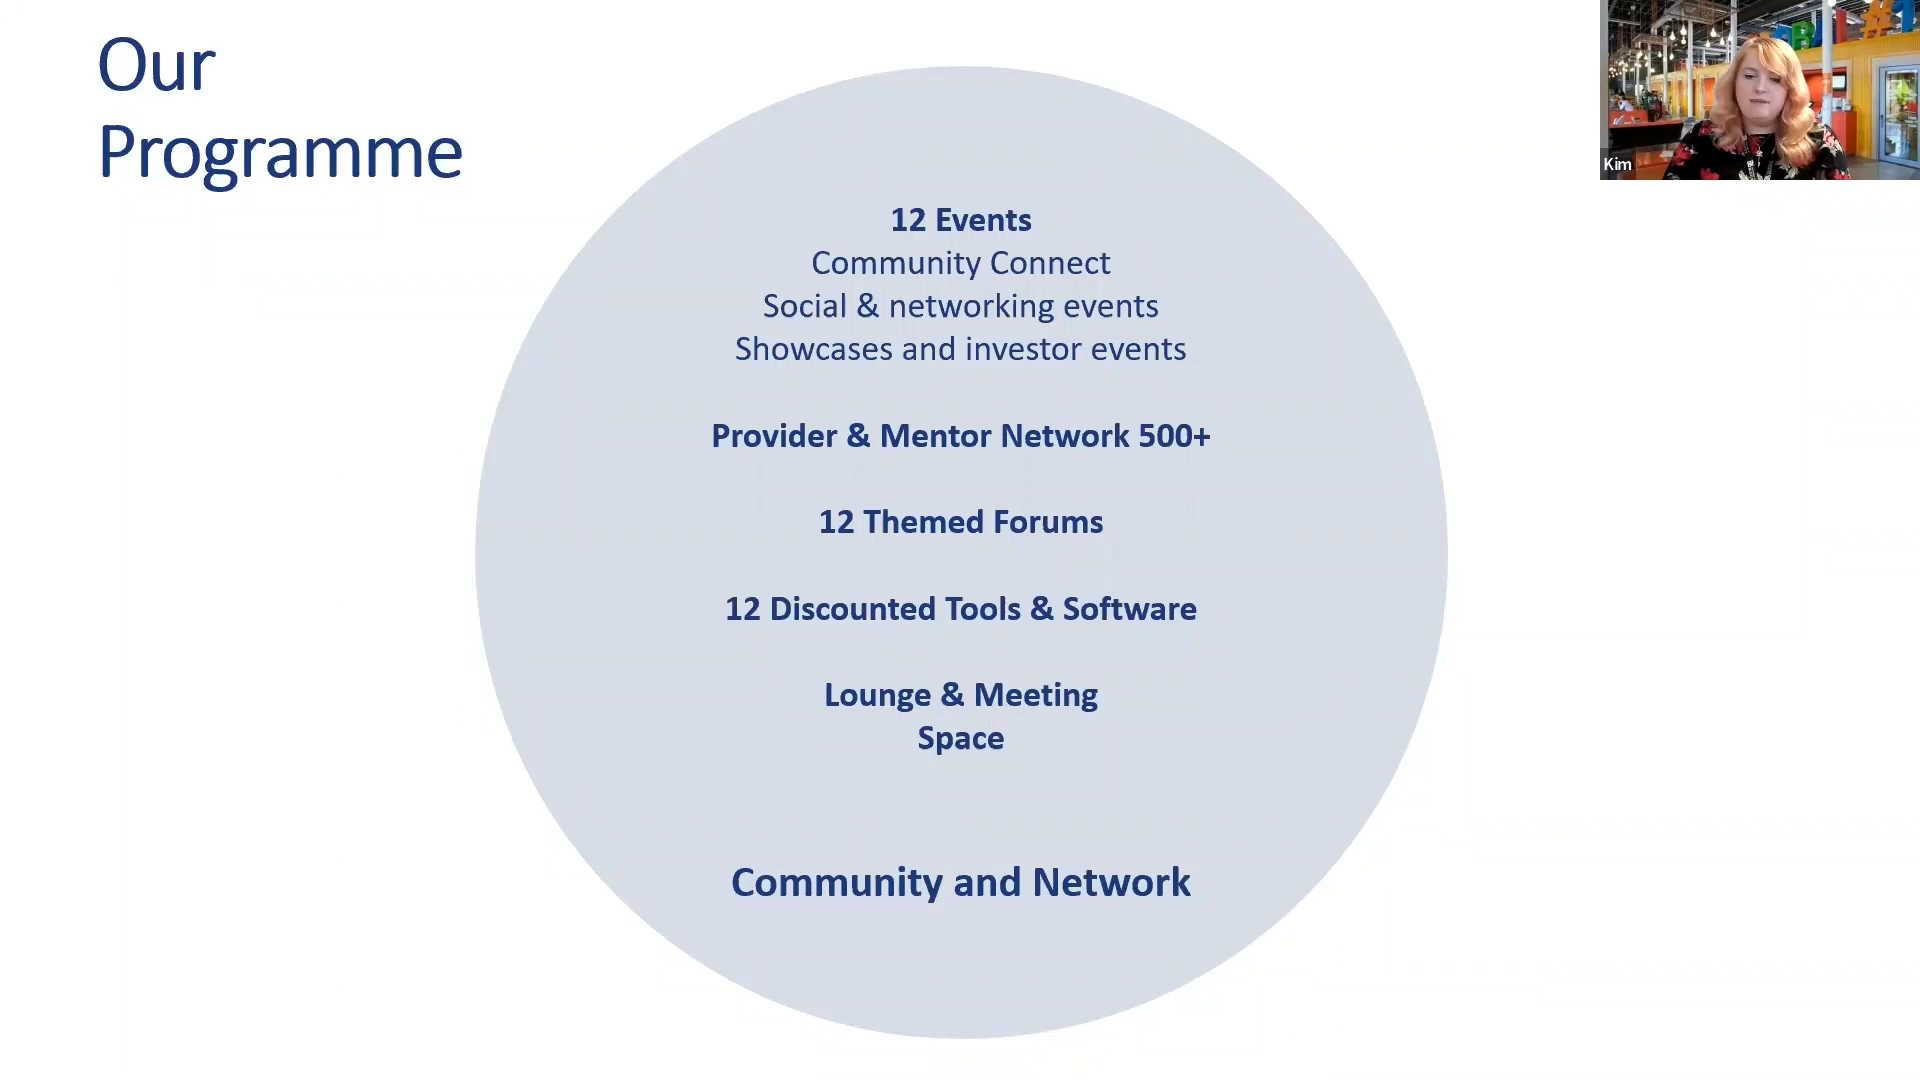 Our
Programme
12 Events
Community Connect
Social & networking events
Showcases and investor events
Provider & Mentor Network 500+
12 Themed Forums
12 Discounted Tools & Software
Lounge & Meeting
Space
Community and Network
#1
Kim